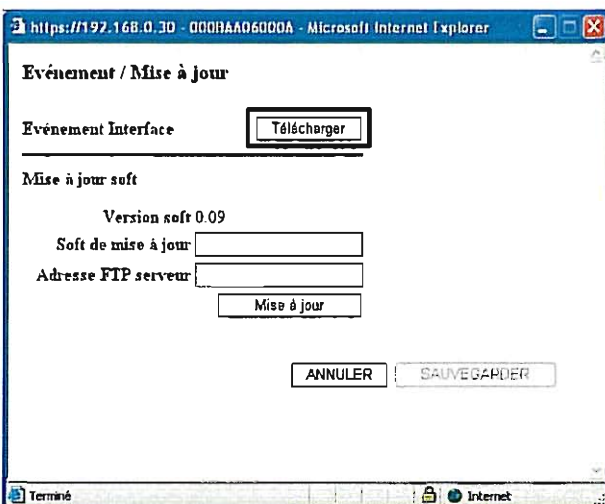 https://192.168.0.30 - 000BAA06000A - Microsoft Internet Explorer
Evénement / Mise à jour
Evénement Interface Télécharger
Mise à jour soft
Version soft 0.09
Soft de mise à jour
Adresse FTP serveur
Mise à jour
ANNULER SAUVEGARDER
Terminé Internet